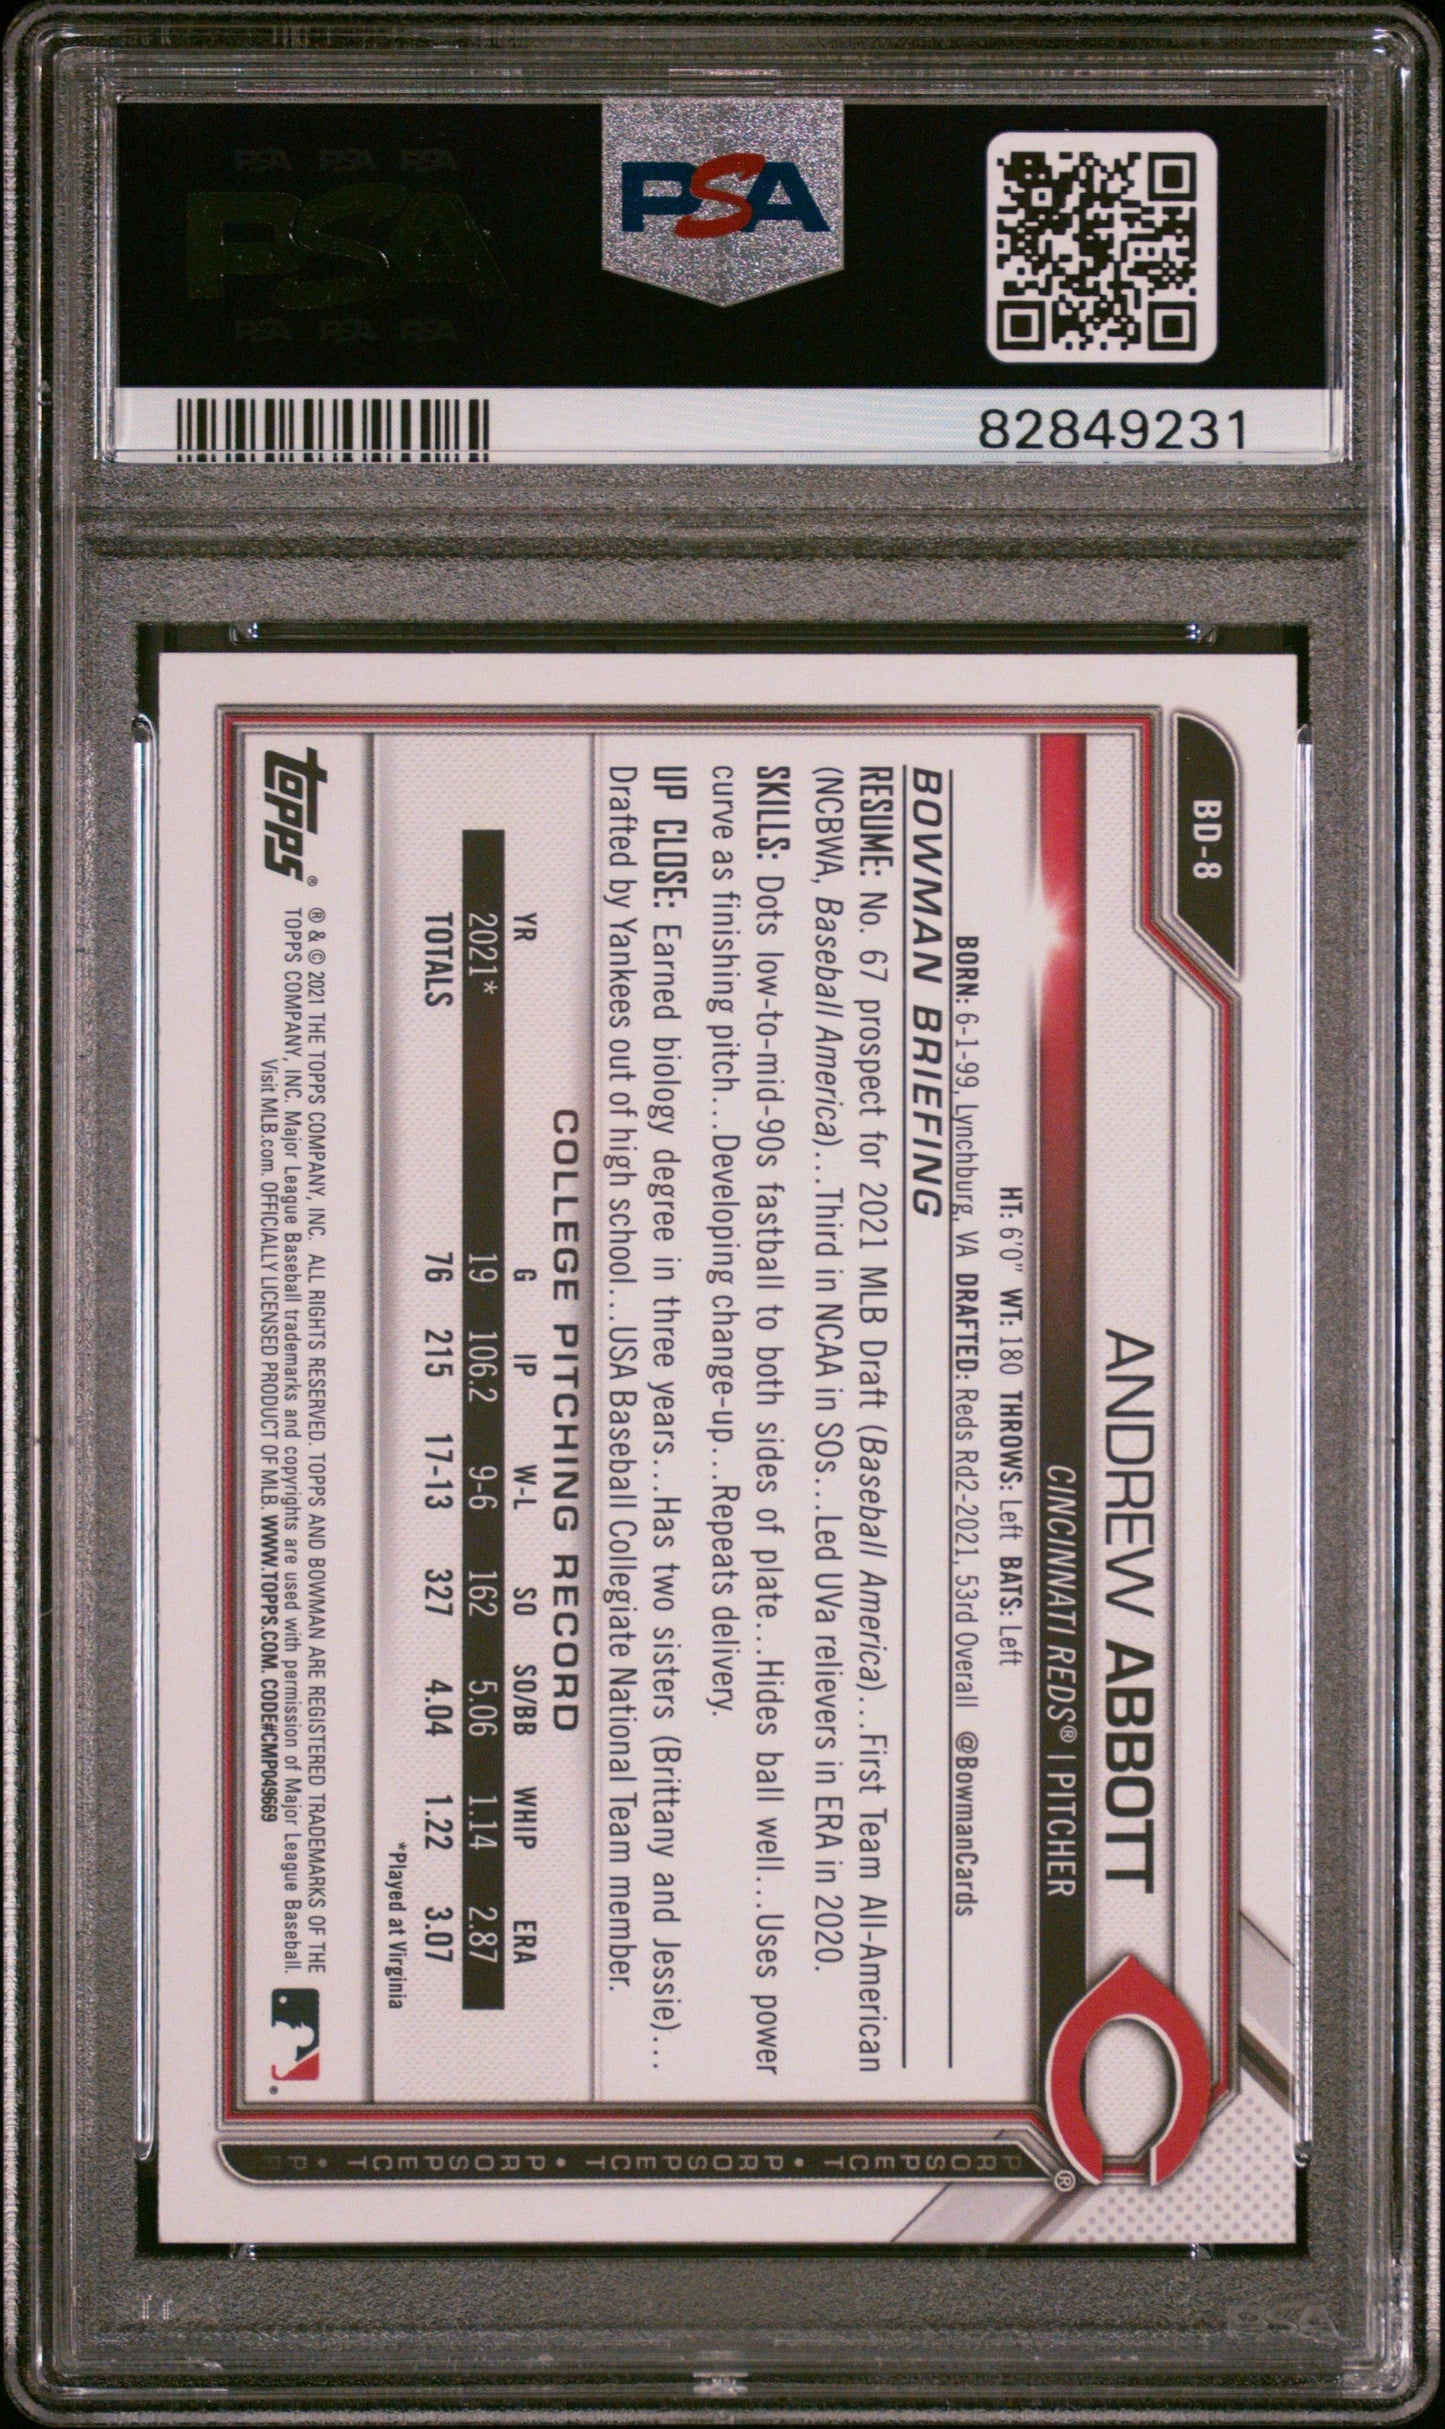 PSA PSA PSA
PSA
PSA PSA PSA
PSA
82849231
BD-8
ANDREW ABBOTT
CINCINNATI REDS® | PITCHER
HT: 6'0" WT: 180 THROWS: Left BATS: Left
BORN: 6-1-99, Lynchburg, VA DRAFTED: Reds Rd2-2021, 53rd Overall @BowmanCards
BOWMAN BRIEFING
RESUME: No. 67 prospect for 2021 MLB Draft (Baseball America)...First Team All-American
(NCBWA, Baseball America)...Third in NCAA in SOs...Led UVa relievers in ERA in 2020.
SKILLS: Dots low-to-mid-90s fastball to both sides of plate...Hides ball well...Uses power
curve as finishing pitch...Developing change-up...Repeats delivery.
UP CLOSE: Earned biology degree in three years...Has two sisters (Brittany and Jessie)...
Drafted by Yankees out of high school...USA Baseball Collegiate National Team member.
COLLEGE PITCHING RECORD
YR G IP W-L SO SO/BB WHIP ERA
2021* 19 106.2 9-6 162 5.06 1.14 2.87
TOTALS 76 215 17-13 327 4.04 1.22 3.07
*Played at Virginia
topps®
® & © 2021 THE TOPPS COMPANY, INC. ALL RIGHTS RESERVED. TOPPS AND BOWMAN ARE REGISTERED TRADEMARKS OF THE
TOPPS COMPANY, INC. Major League Baseball trademarks and copyrights are used with permission of Major League Baseball.
Visit MLB.com. OFFICIALLY LICENSED PRODUCT OF MLB. WWW.TOPPS.COM. CODE#CMP049669
®
®
PROSPECT • PROSPECT • PROSPECT • P
PSA